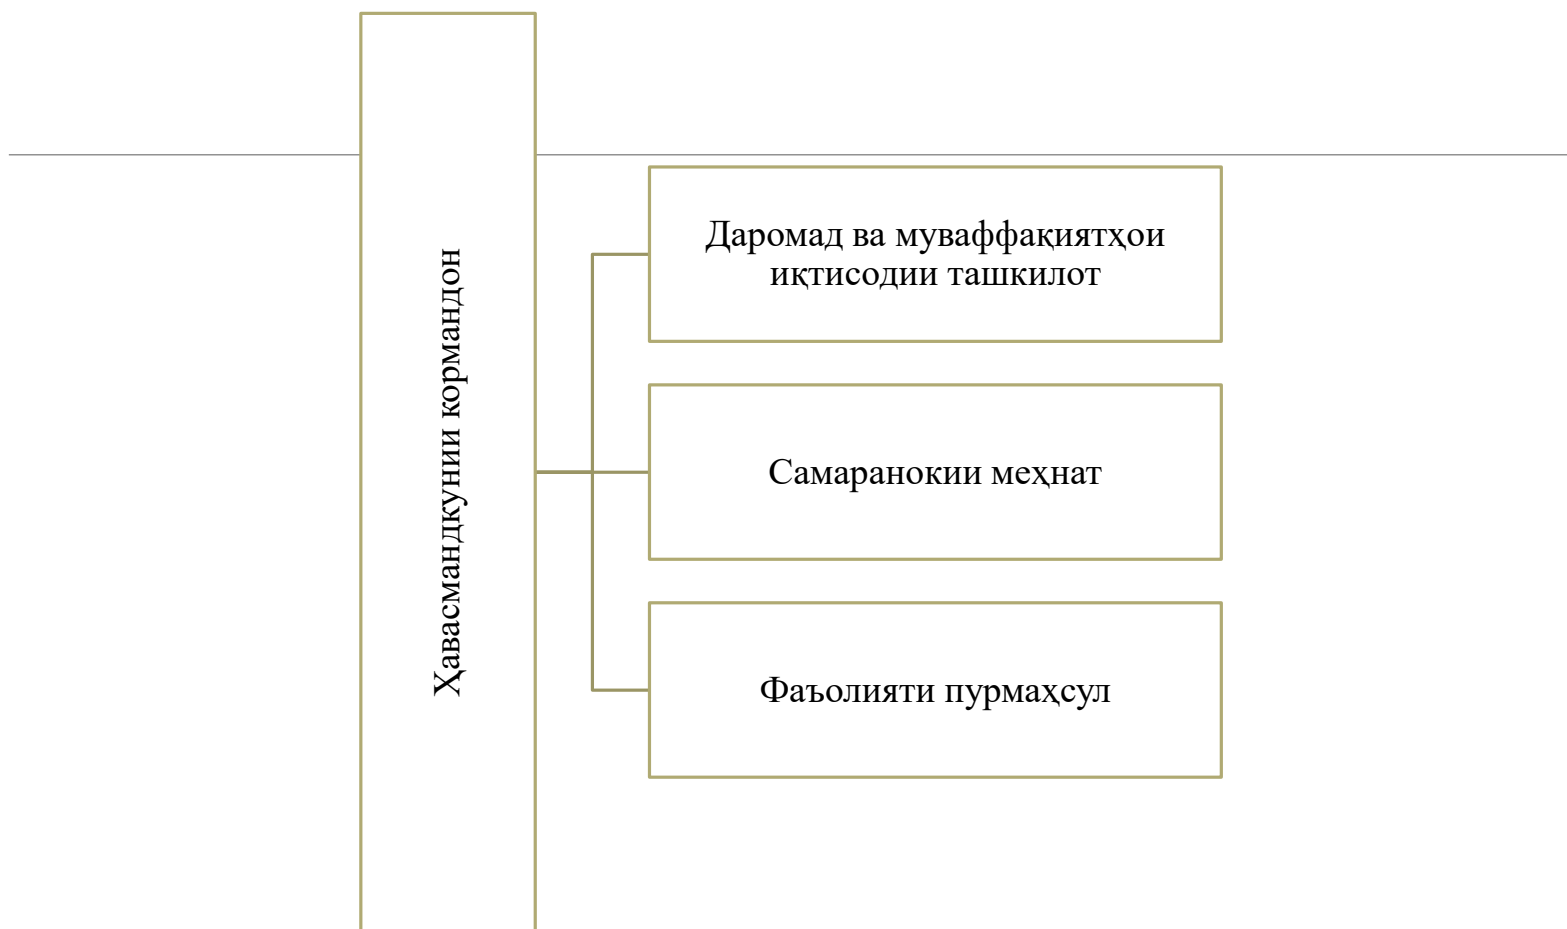 Ҳавасмандкунии кормандон
Даромад ва муваффақиятҳои
иқтисодии ташкилот
Самаранокии меҳнат
Фаъолияти пурмаҳсул